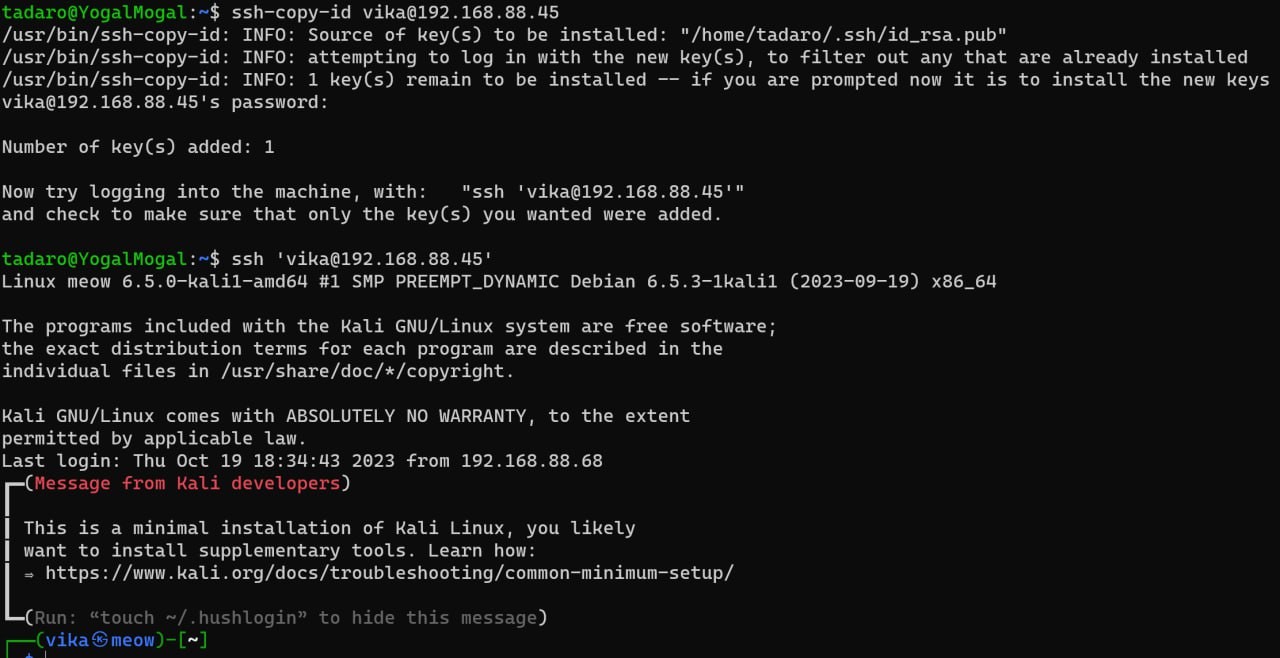 tadaro@YogalMogal:~$ ssh-copy-id vika@192.168.88.45
/usr/bin/ssh-copy-id: INFO: Source of key(s) to be installed: "/home/tadaro/.ssh/id_rsa.pub"
/usr/bin/ssh-copy-id: INFO: attempting to log in with the new key(s), to filter out any that are already installed
/usr/bin/ssh-copy-id: INFO: 1 key(s) remain to be installed -- if you are prompted now it is to install the new keys
vika@192.168.88.45's password:
Number of key(s) added: 1
Now try logging into the machine, with:   "ssh 'vika@192.168.88.45'"
and check to make sure that only the key(s) you wanted were added.
tadaro@YogalMogal:~$ ssh 'vika@192.168.88.45'
Linux meow 6.5.0-kali1-amd64 #1 SMP PREEMPT_DYNAMIC Debian 6.5.3-1kali1 (2023-09-19) x86_64
The programs included with the Kali GNU/Linux system are free software;
the exact distribution terms for each program are described in the
individual files in /usr/share/doc/*/copyright.
Kali GNU/Linux comes with ABSOLUTELY NO WARRANTY, to the extent
permitted by applicable law.
Last login: Thu Oct 19 18:34:43 2023 from 192.168.88.68
┏━(Message from Kali developers)
┃
┃ This is a minimal installation of Kali Linux, you likely
┃ want to install supplementary tools. Learn how:
┃ ⇒ https://www.kali.org/docs/troubleshooting/common-minimum-setup/
┃
┗━(Run: “touch ~/.hushlogin” to hide this message)
┌──(vika㉿meow)-[~]